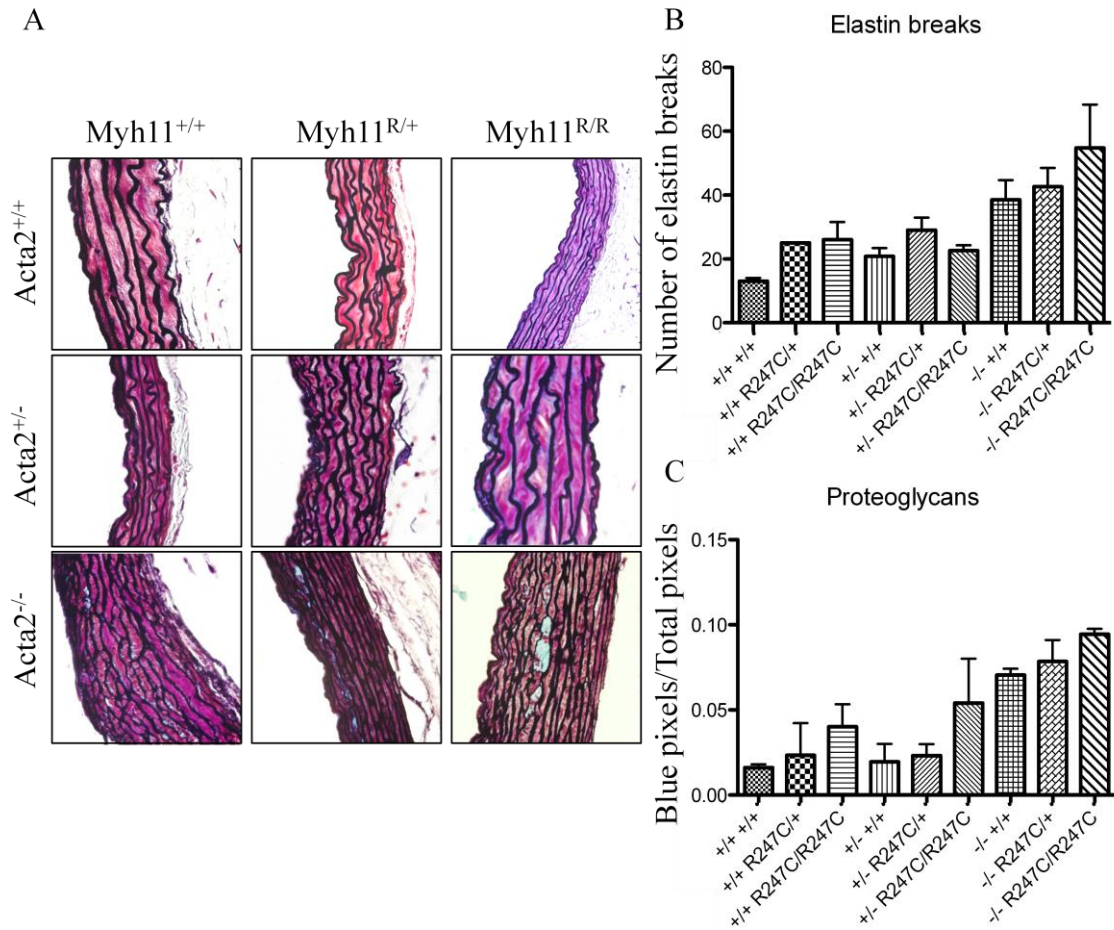 A
Myh11+/+ Myh11R/+ Myh11R/R
Acta2+/+
Acta2+/-
Acta2-/-
B
Elastin breaks
Number of elastin breaks
80
60
40
20
0
+/+ +/+
+/+ R247C/+
+/+ R247C/R247C
+/- +/+
+/- R247C/+
+/- R247C/R247C
-/- +/+
-/- R247C/+
-/- R247C/R247C
C
Proteoglycans
Blue pixels/Total pixels
0.15
0.10
0.05
0.00
+/+ +/+
+/+ R247C/+
+/+ R247C/R247C
+/- +/+
+/- R247C/+
+/- R247C/R247C
-/- +/+
-/- R247C/+
-/- R247C/R247C